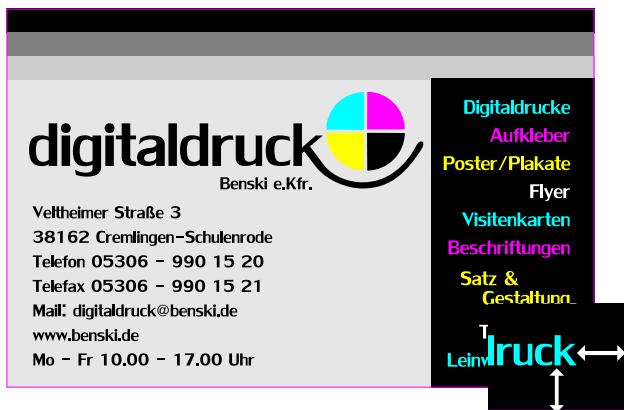 digitaldruck
Benski e.Kfr.
Veltheimer Straße 3
38162 Cremlingen-Schulenrode
Telefon 05306 - 990 15 20
Telefax 05306 - 990 15 21
Mail: digitaldruck@benski.de
www.benski.de
Mo - Fr 10.00 - 17.00 Uhr
Digitaldrucke
Aufkleber
Poster/Plakate
Flyer
Visitenkarten
Beschriftungen
Satz &
Gestaltung
T
Leinw
druck